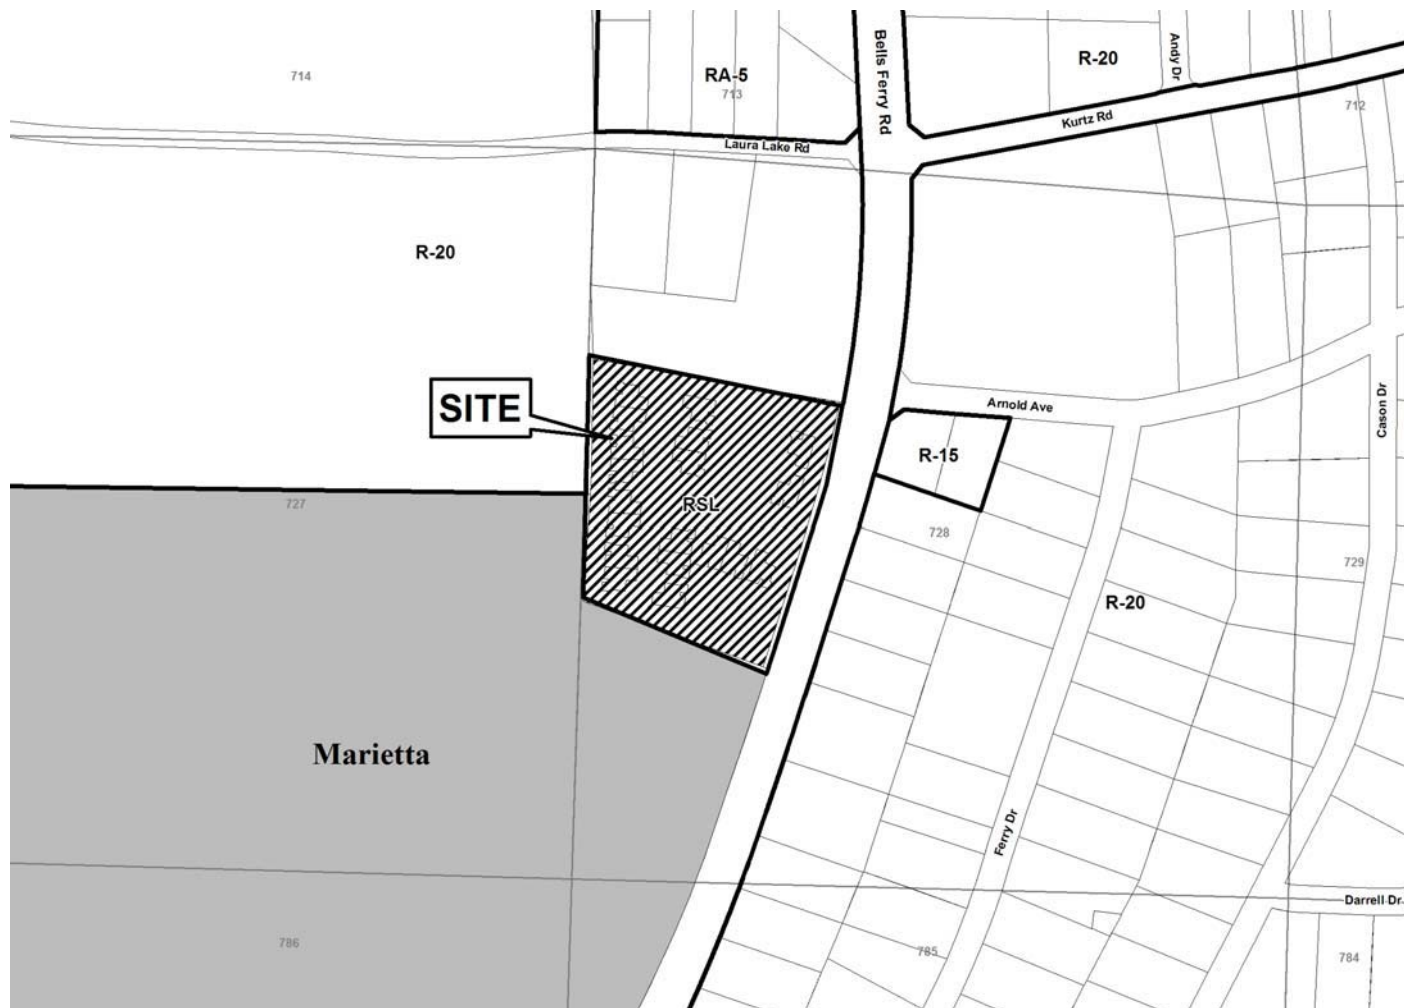 Bells Ferry Rd
Andy Dr
R-20
714
RA-5
713
712
Kurtz Rd
Laura Lake Rd
R-20
SITE
Arnold Ave
Cason Dr
R-15
727
RSL
728
729
R-20
Marietta
Ferry Dr
Darrell Dr
786
785
784